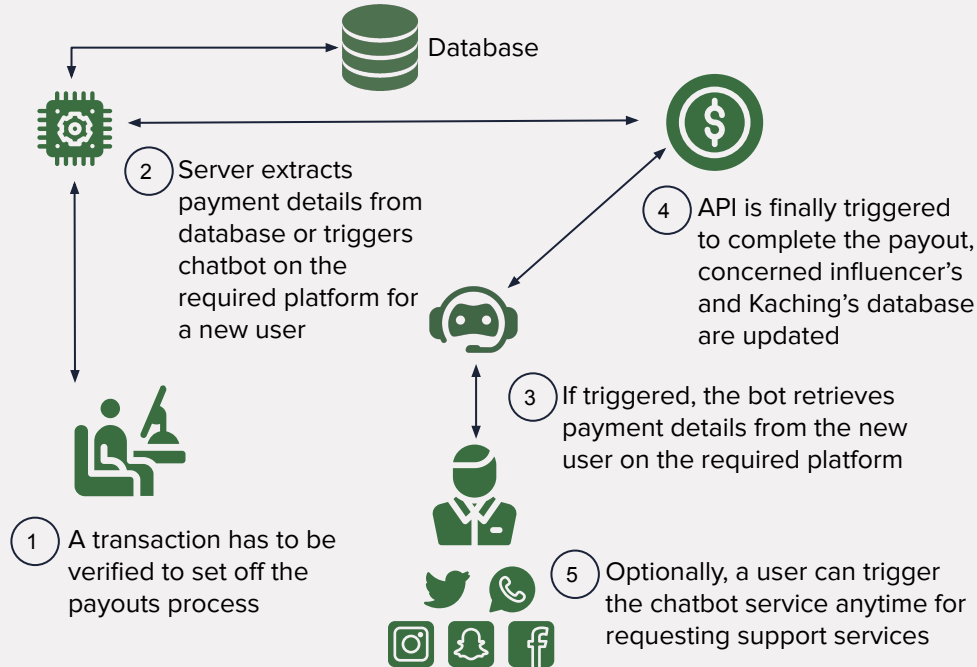 Database
2
Server extracts
payment details from
database or triggers
chatbot on the
required platform for
a new user
4
API is finally triggered
to complete the payout,
concerned influencer's
and Kaching's database
are updated
3
If triggered, the bot retrieves
payment details from the new
user on the required platform
1
A transaction has to be
verified to set off the
payouts process
5
Optionally, a user can trigger
the chatbot service anytime for
requesting support services